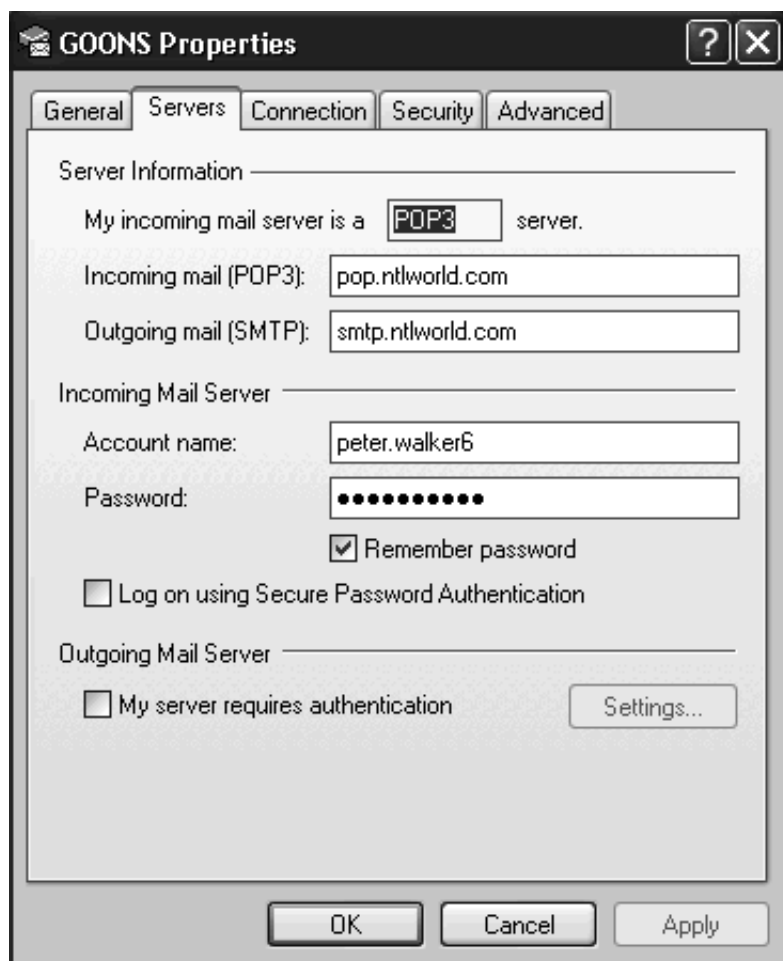 GOONS Properties
General Servers Connection Security Advanced
Server Information
My incoming mail server is a POP3 server.
Incoming mail (POP3): pop.ntlworld.com
Outgoing mail (SMTP): smtp.ntlworld.com
Incoming Mail Server
Account name: peter.walker6
Password: ●●●●●●●●●●
Remember password
Log on using Secure Password Authentication
Outgoing Mail Server
My server requires authentication Settings...
OK Cancel Apply